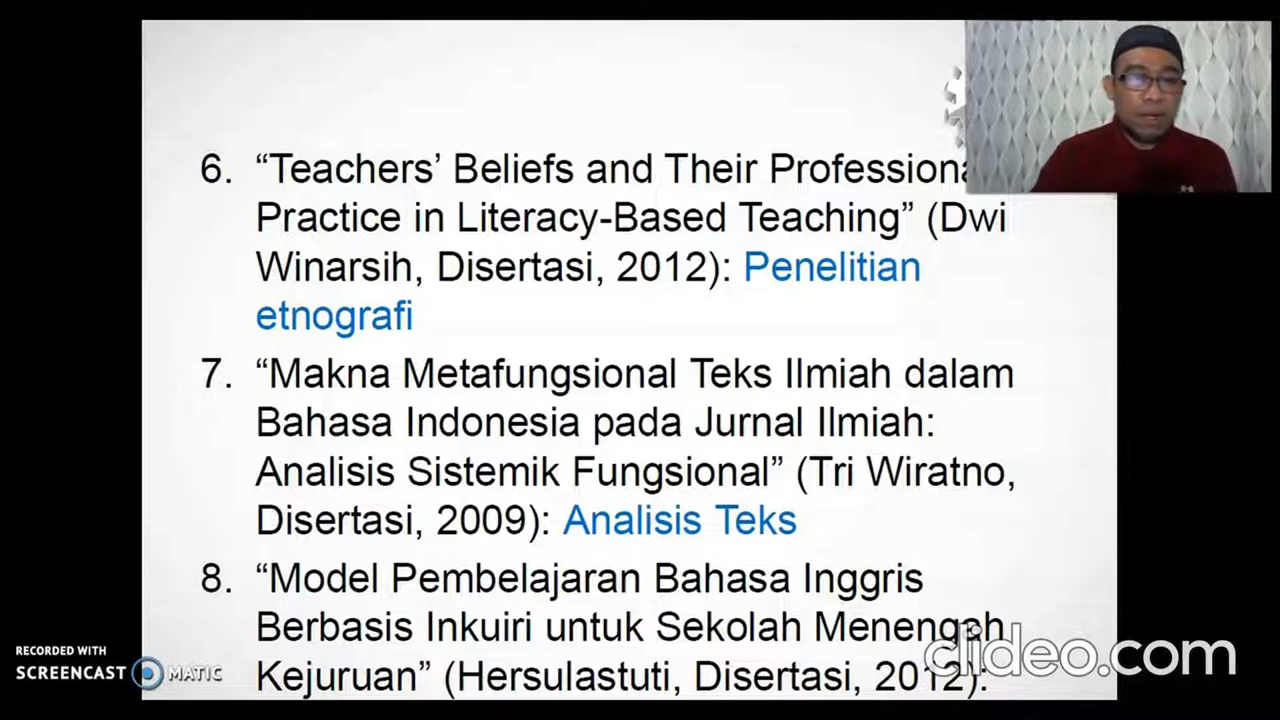 6. “Teachers’ Beliefs and Their Professiona
Practice in Literacy-Based Teaching” (Dwi
Winarsih, Disertasi, 2012): Penelitian
etnografi
7. “Makna Metafungsional Teks Ilmiah dalam
Bahasa Indonesia pada Jurnal Ilmiah:
Analisis Sistemik Fungsional” (Tri Wiratno,
Disertasi, 2009): Analisis Teks
8. “Model Pembelajaran Bahasa Inggris
Berbasis Inkuiri untuk Sekolah Menengah
Kejuruan” (Hersulastuti, Disertasi, 2012):
clideo.com
RECORDED WITH
SCREENCAST MATIC